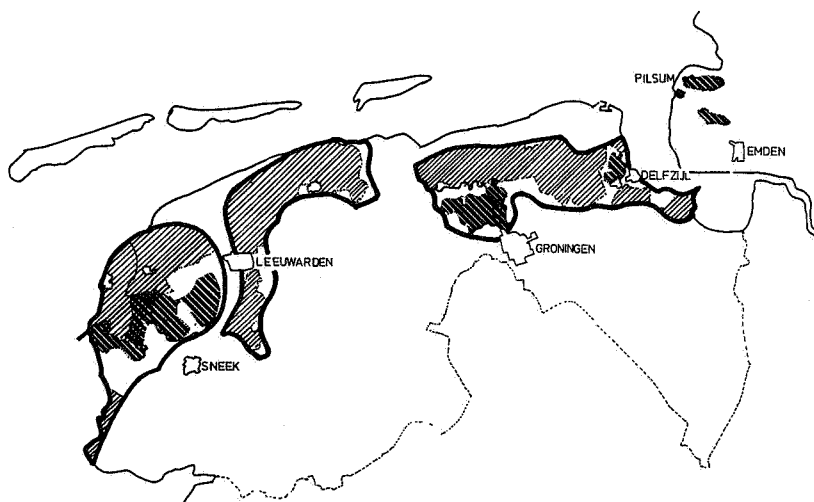 PILSUM
EMDEN
DELFZIJL
GRONINGEN
LEEUWARDEN
SNEEK